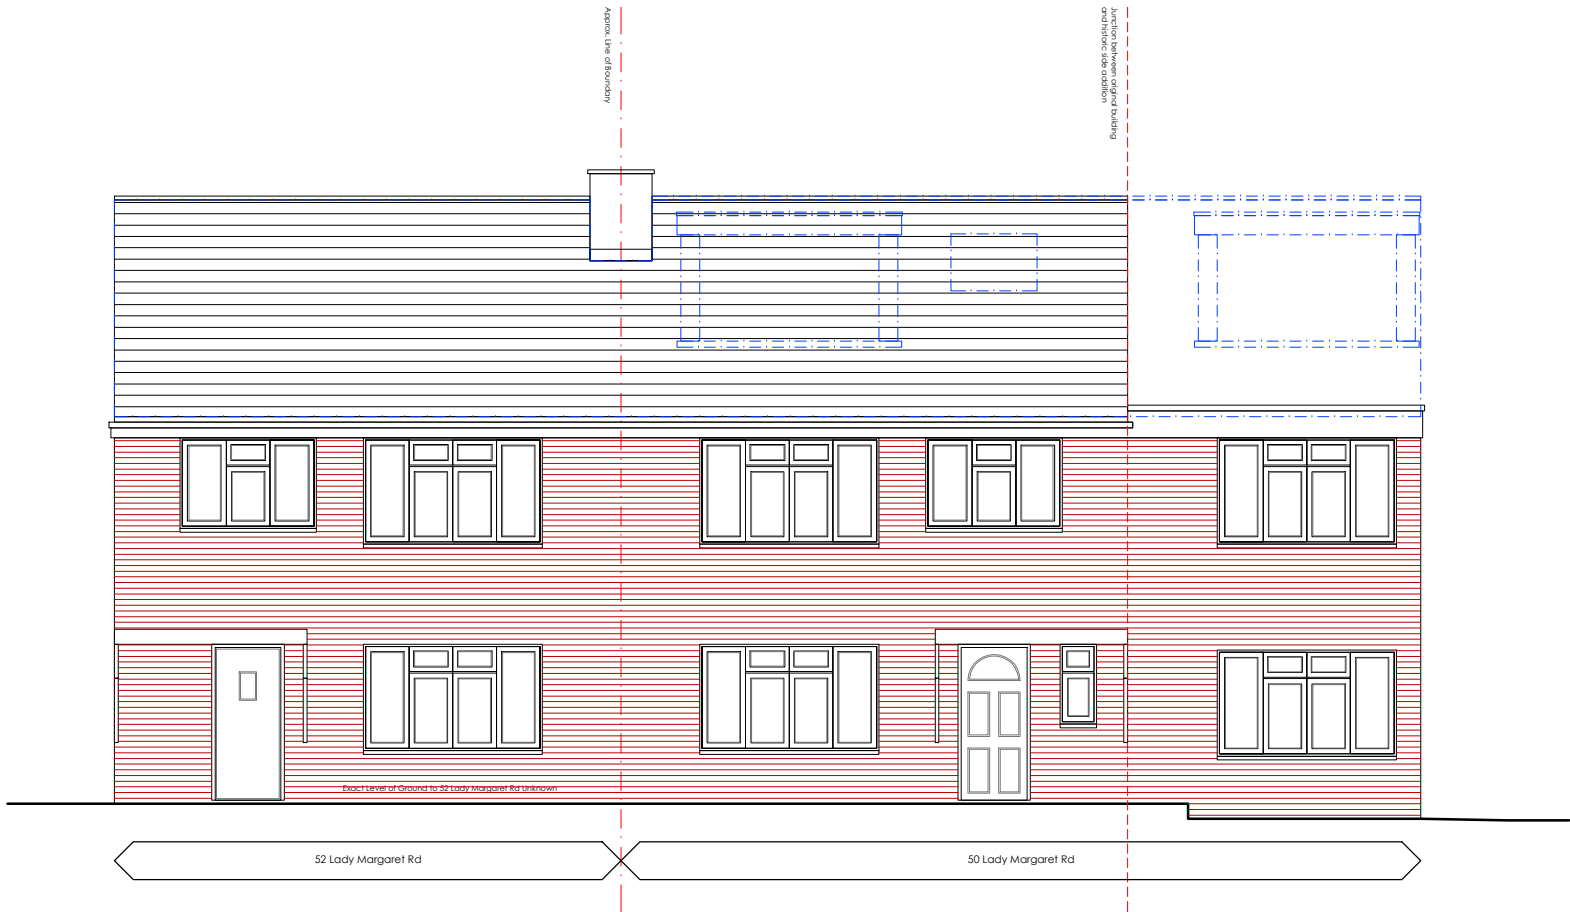 Approx. Line of Boundary
Junction between original building
and historic side addition
Exact Level of Ground to 52 Lady Margaret Rd Unknown
52 Lady Margaret Rd
50 Lady Margaret Rd